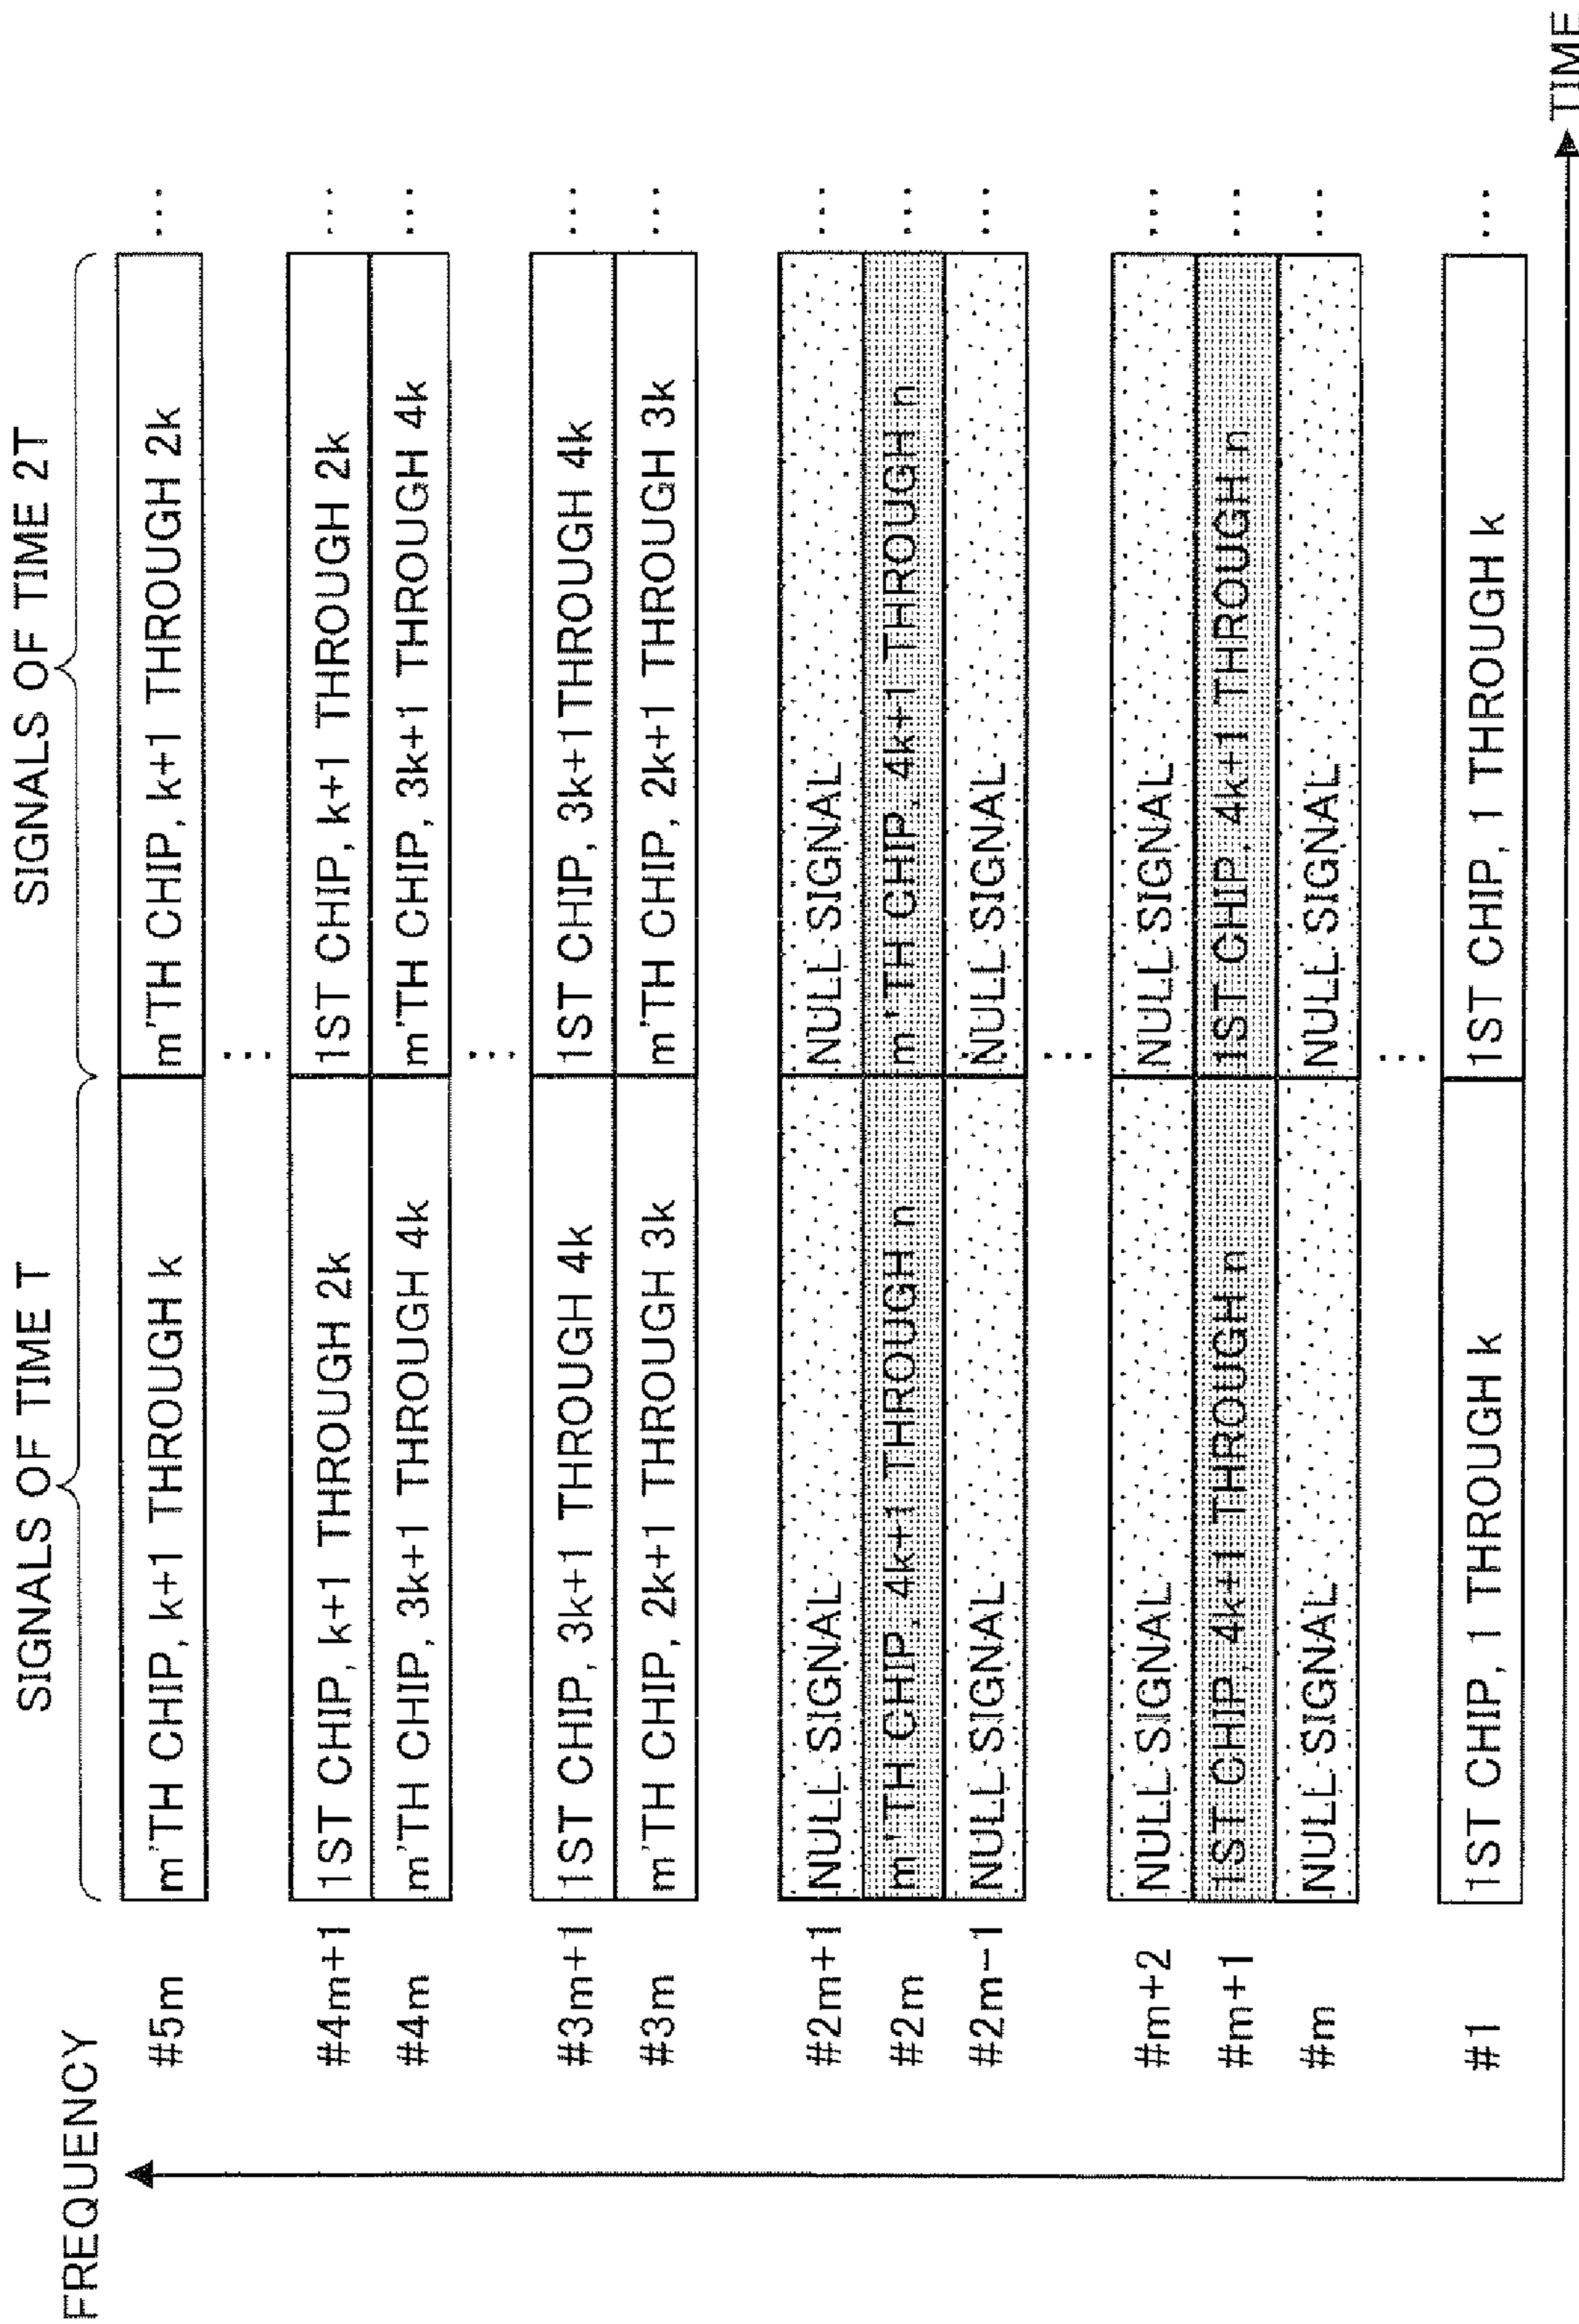 FREQUENCY
SIGNALS OF TIME T
SIGNALS OF TIME 2T
#5m
m'TH CHIP, k+1 THROUGH k
m'TH CHIP, k+1 THROUGH 2k
...
...
#4m+1
1ST CHIP, k+1 THROUGH 2k
1ST CHIP, k+1 THROUGH 2k
...
#4m
m'TH CHIP, 3k+1 THROUGH 4k
m'TH CHIP, 3k+1 THROUGH 4k
...
...
#3m+1
1ST CHIP, 3k+1 THROUGH 4k
1ST CHIP, 3k+1THROUGH 4k
...
#3m
m'TH CHIP, 2k+1 THROUGH 3k
m'TH CHIP, 2k+1 THROUGH 3k
...
#2m+1
NULL SIGNAL
NULL SIGNAL
...
#2m
m'TH CHIP, 4k+1 THROUGH n
m'TH CHIP, 4k+1 THROUGH n
...
#2m-1
NULL SIGNAL
NULL SIGNAL
...
...
#m+2
NULL SIGNAL
NULL SIGNAL
...
#m+1
1ST CHIP, 4k+1 THROUGH n
1ST CHIP, 4k+1 THROUGH n
...
#m
NULL SIGNAL
NULL SIGNAL
...
...
#1
1ST CHIP, 1 THROUGH k
1ST CHIP, 1 THROUGH k
...
TIME